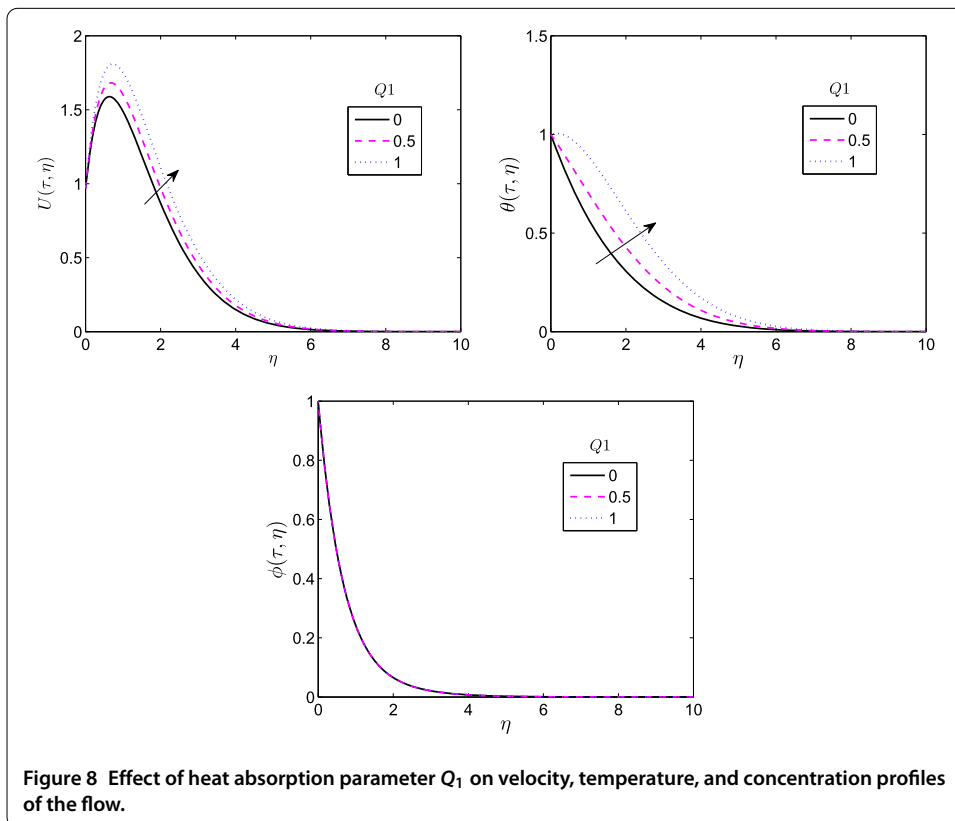 2
1.5
1
0.5
0
0 2 4 6 8 10
η
U(τ, η)
Q1
0
0.5
1
1.5
1
0.5
0
0 2 4 6 8 10
η
θ(τ, η)
Q1
0
0.5
1
1
0.8
0.6
0.4
0.2
0
0 2 4 6 8 10
η
ϕ(τ, η)
Q1
0
0.5
1
Figure 8 Effect of heat absorption parameter Q₁ on velocity, temperature, and concentration profiles
of the flow.